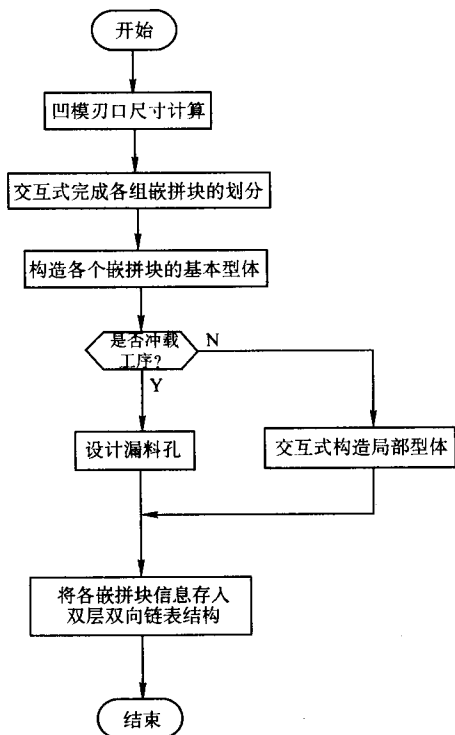 开始
凹模刃口尺寸计算
交互式完成各组嵌拼块的划分
构造各个嵌拼块的基本型体
是否冲载
工序?
N
Y
设计漏料孔
交互式构造局部型体
将各嵌拼块信息存入
双层双向链表结构
结束